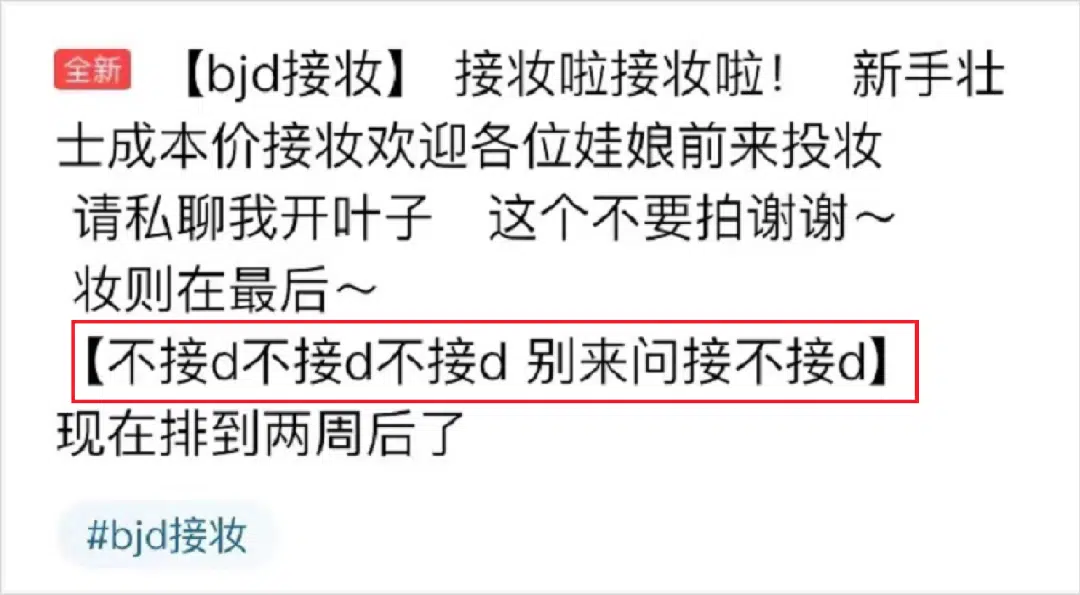 全新 【bjd接妆】 接妆啦接妆啦！ 新手壮
士成本价接妆欢迎各位娃娘前来投妆
请私聊我开叶子 这个不要拍谢谢～
妆则在最后～
【不接d不接d不接d 别来问接不接d】
现在排到两周后了
#bjd接妆